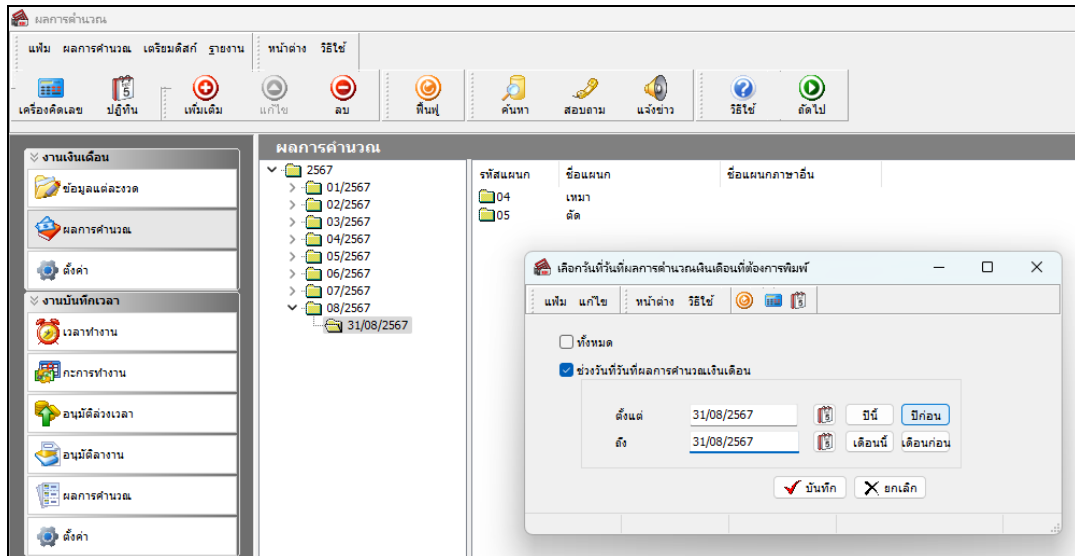 ผลการคำนวณ
แฟ้ม ผลการคำนวณ เตรียมดิสก์ รูายงาน หน้าต่าง วิธีใช้
เครื่องคิดเลข ปฏิทิน เพิ่มเติม แก้ไข ลบ ฟื้นฟู ค้นหา สอบถาม แจ้งข่าว วิธีใช้ ถัดไป
งานเงินเดือน
ข้อมูลแต่ละงวด
ผลการคำนวณ
ตั้งค่า
งานบันทึกเวลา
เวลาทำงาน
กะการทำงาน
อนุมัติล่วงเวลา
อนุมัติลางาน
ผลการคำนวณ
ตั้งค่า
ผลการคำนวณ
2567
01/2567
02/2567
03/2567
04/2567
05/2567
06/2567
07/2567
08/2567
31/08/2567
รหัสแผนก ชื่อแผนก ชื่อแผนกภาษาอื่น
04 เหมา
05 ตัด
เลือกวันที่วันที่ผลการคำนวณเงินเดือนที่ต้องการพิมพ์
แฟ้ม แก้ไข หน้าต่าง วิธีใช้
ทั้งหมด
ช่วงวันที่วันที่ผลการคำนวณเงินเดือน
ตั้งแต่ 31/08/2567 ปีนี้ ปีก่อน
ถึง 31/08/2567 เดือนนี้ เดือนก่อน
บันทึก ยกเลิก